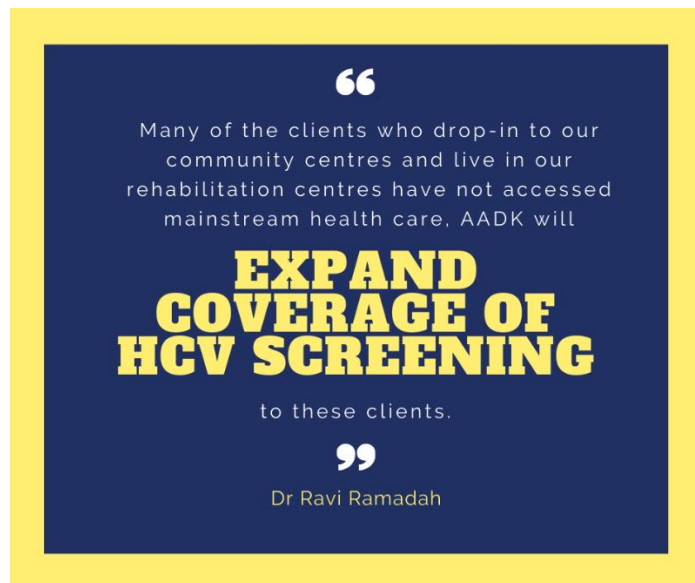 “
Many of the clients who drop-in to our
community centres and live in our
rehabilitation centres have not accessed
mainstream health care, AADK will
EXPAND
COVERAGE OF
HCV SCREENING
to these clients.
”
Dr Ravi Ramadah